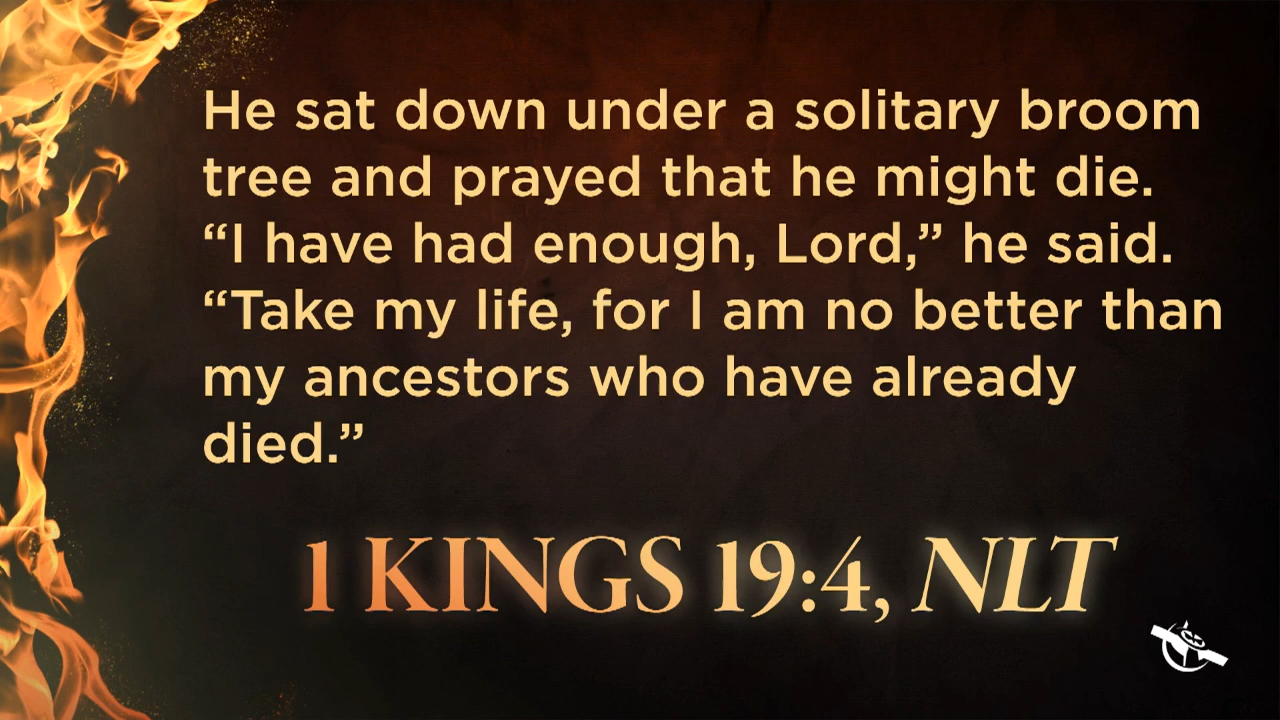 He sat down under a solitary broom
tree and prayed that he might die.
“I have had enough, Lord,” he said.
“Take my life, for I am no better than
my ancestors who have already
died.”
1 KINGS 19:4, NLT